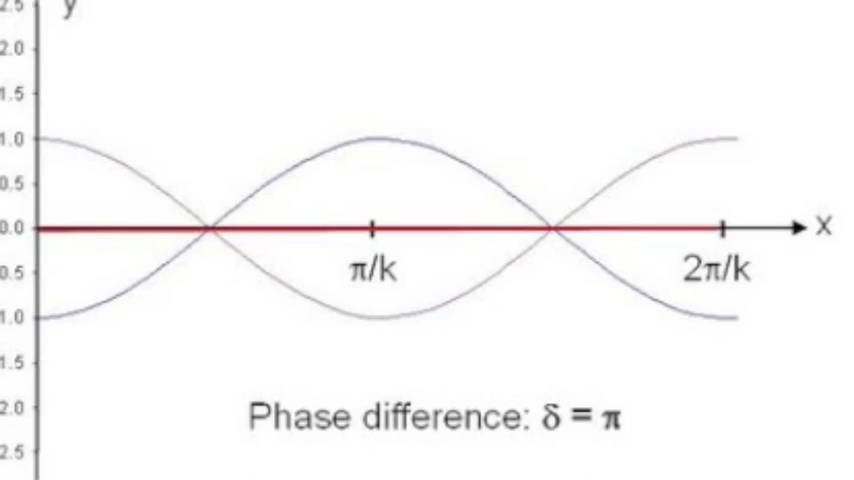 2.5
y
2.0
1.5
1.0
0.5
0.0
x
0.5
π/k
2π/k
1.0
1.5
2.0
Phase difference: δ = π
2.5